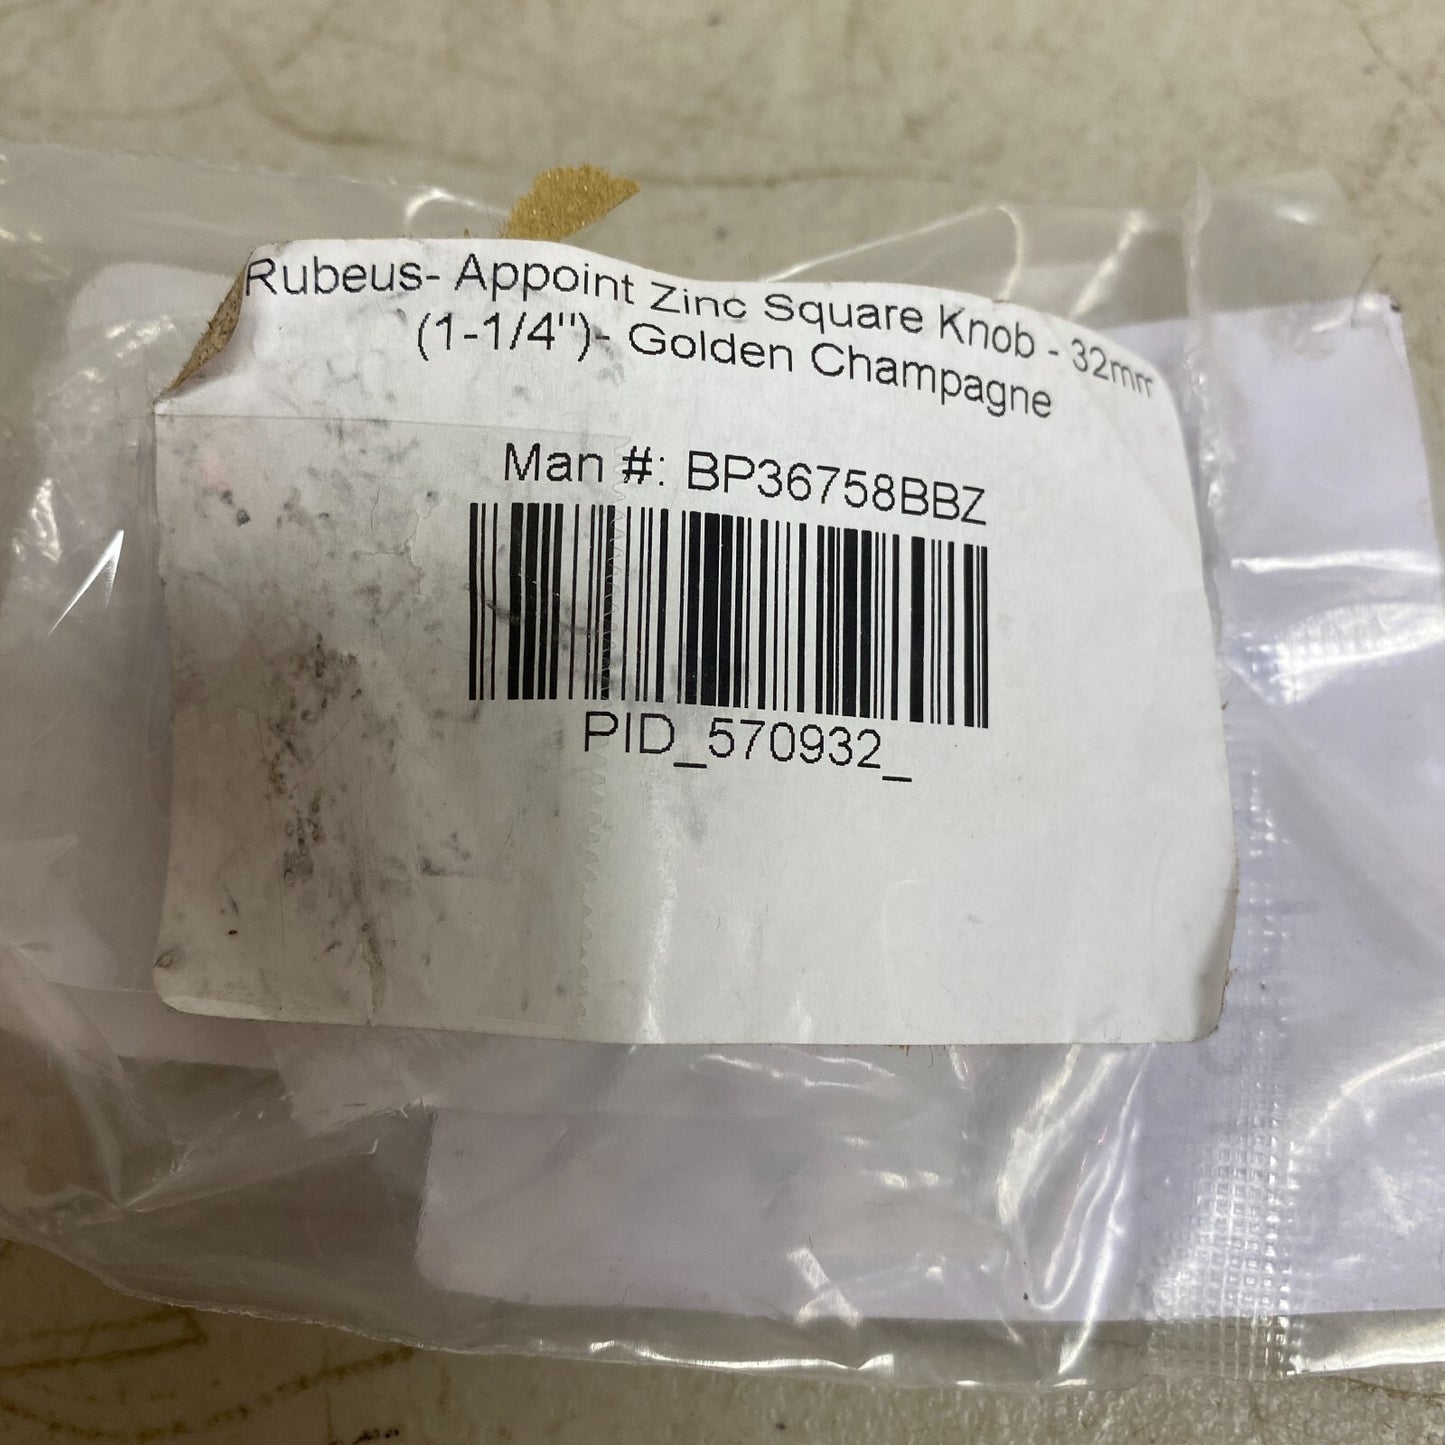 Rubeus- Appoint Zinc Square Knob - 32mm
(1-1/4")- Golden Champagne
Man #: BP36758BBZ
PID_570932_